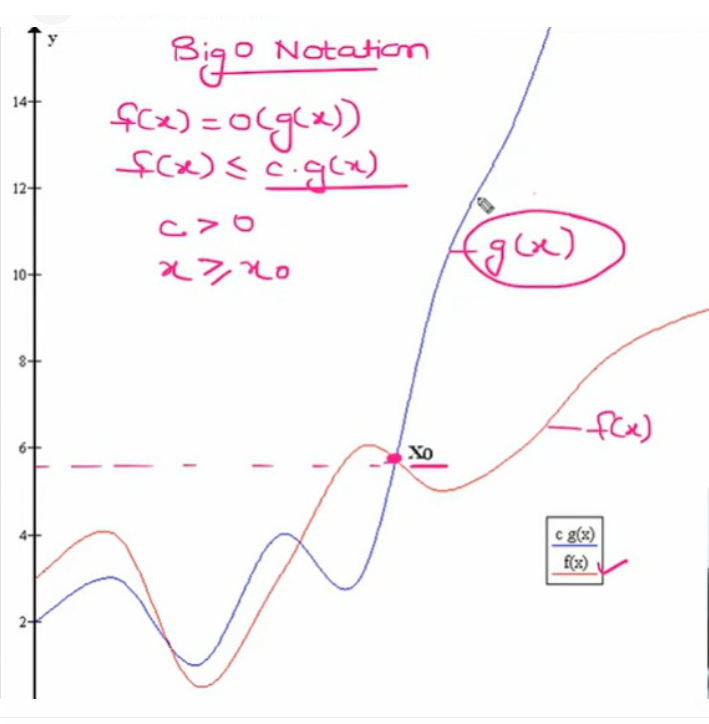 y
Big O Notation
14
f(x) = O(g(x))
f(x) ≤ c.g(x)
12
c > 0
g(x)
10
x ≥ x0
8
f(x)
6
X0
4
c g(x)
f(x)
2